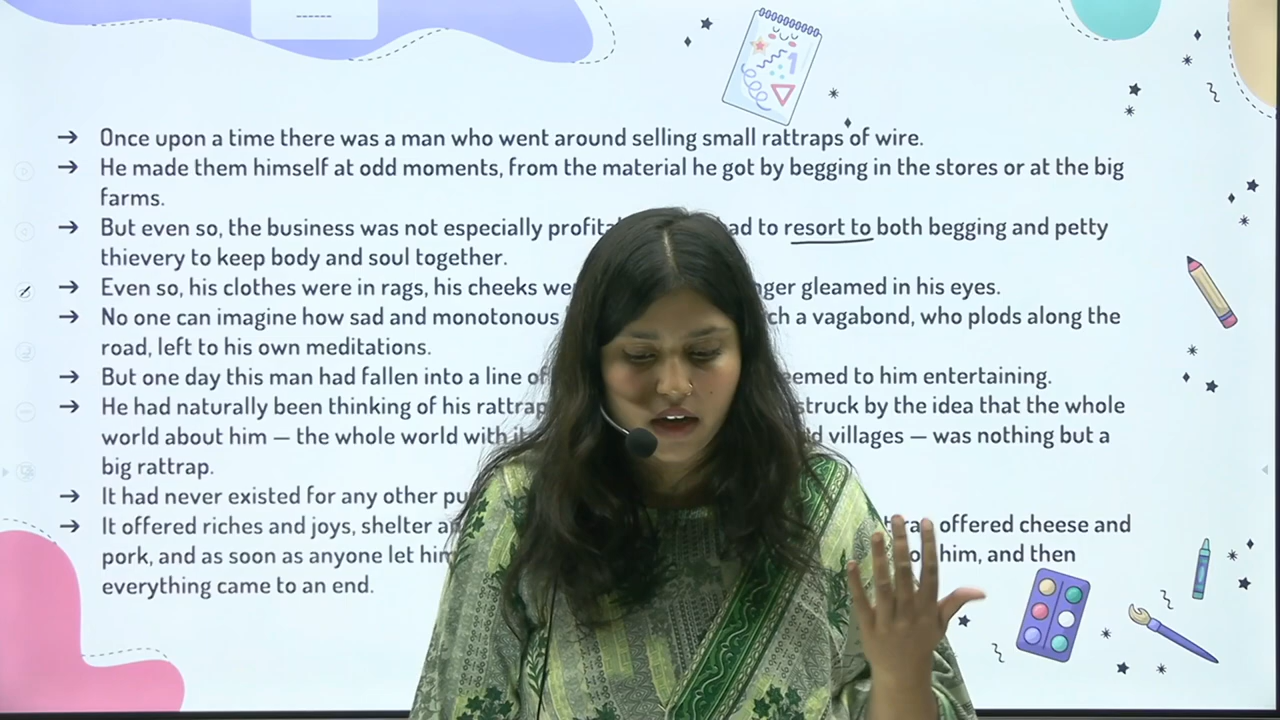 ------
→ Once upon a time there was a man who went around selling small rattraps of wire.
→ He made them himself at odd moments, from the material he got by begging in the stores or at the big
farms.
→ But even so, the business was not especially ad to resort to both begging and petty
thievery to keep body and soul together.
→ Even so, his clothes were in rags, his cheeks gleamed in his eyes.
→ No one can imagine how sad and monotonous a vagabond, who plods along the
road, left to his own meditations.
→ But one day this man had fallen into a line of eemed to him entertaining.
→ He had naturally been thinking of his rattrap struck by the idea that the whole
world about him — the whole world with villages — was nothing but a
big rattrap.
→ It had never existed for any other
→ It offered riches and joys, shelter offered cheese and
pork, and as soon as anyone let him him, and then
everything came to an end.